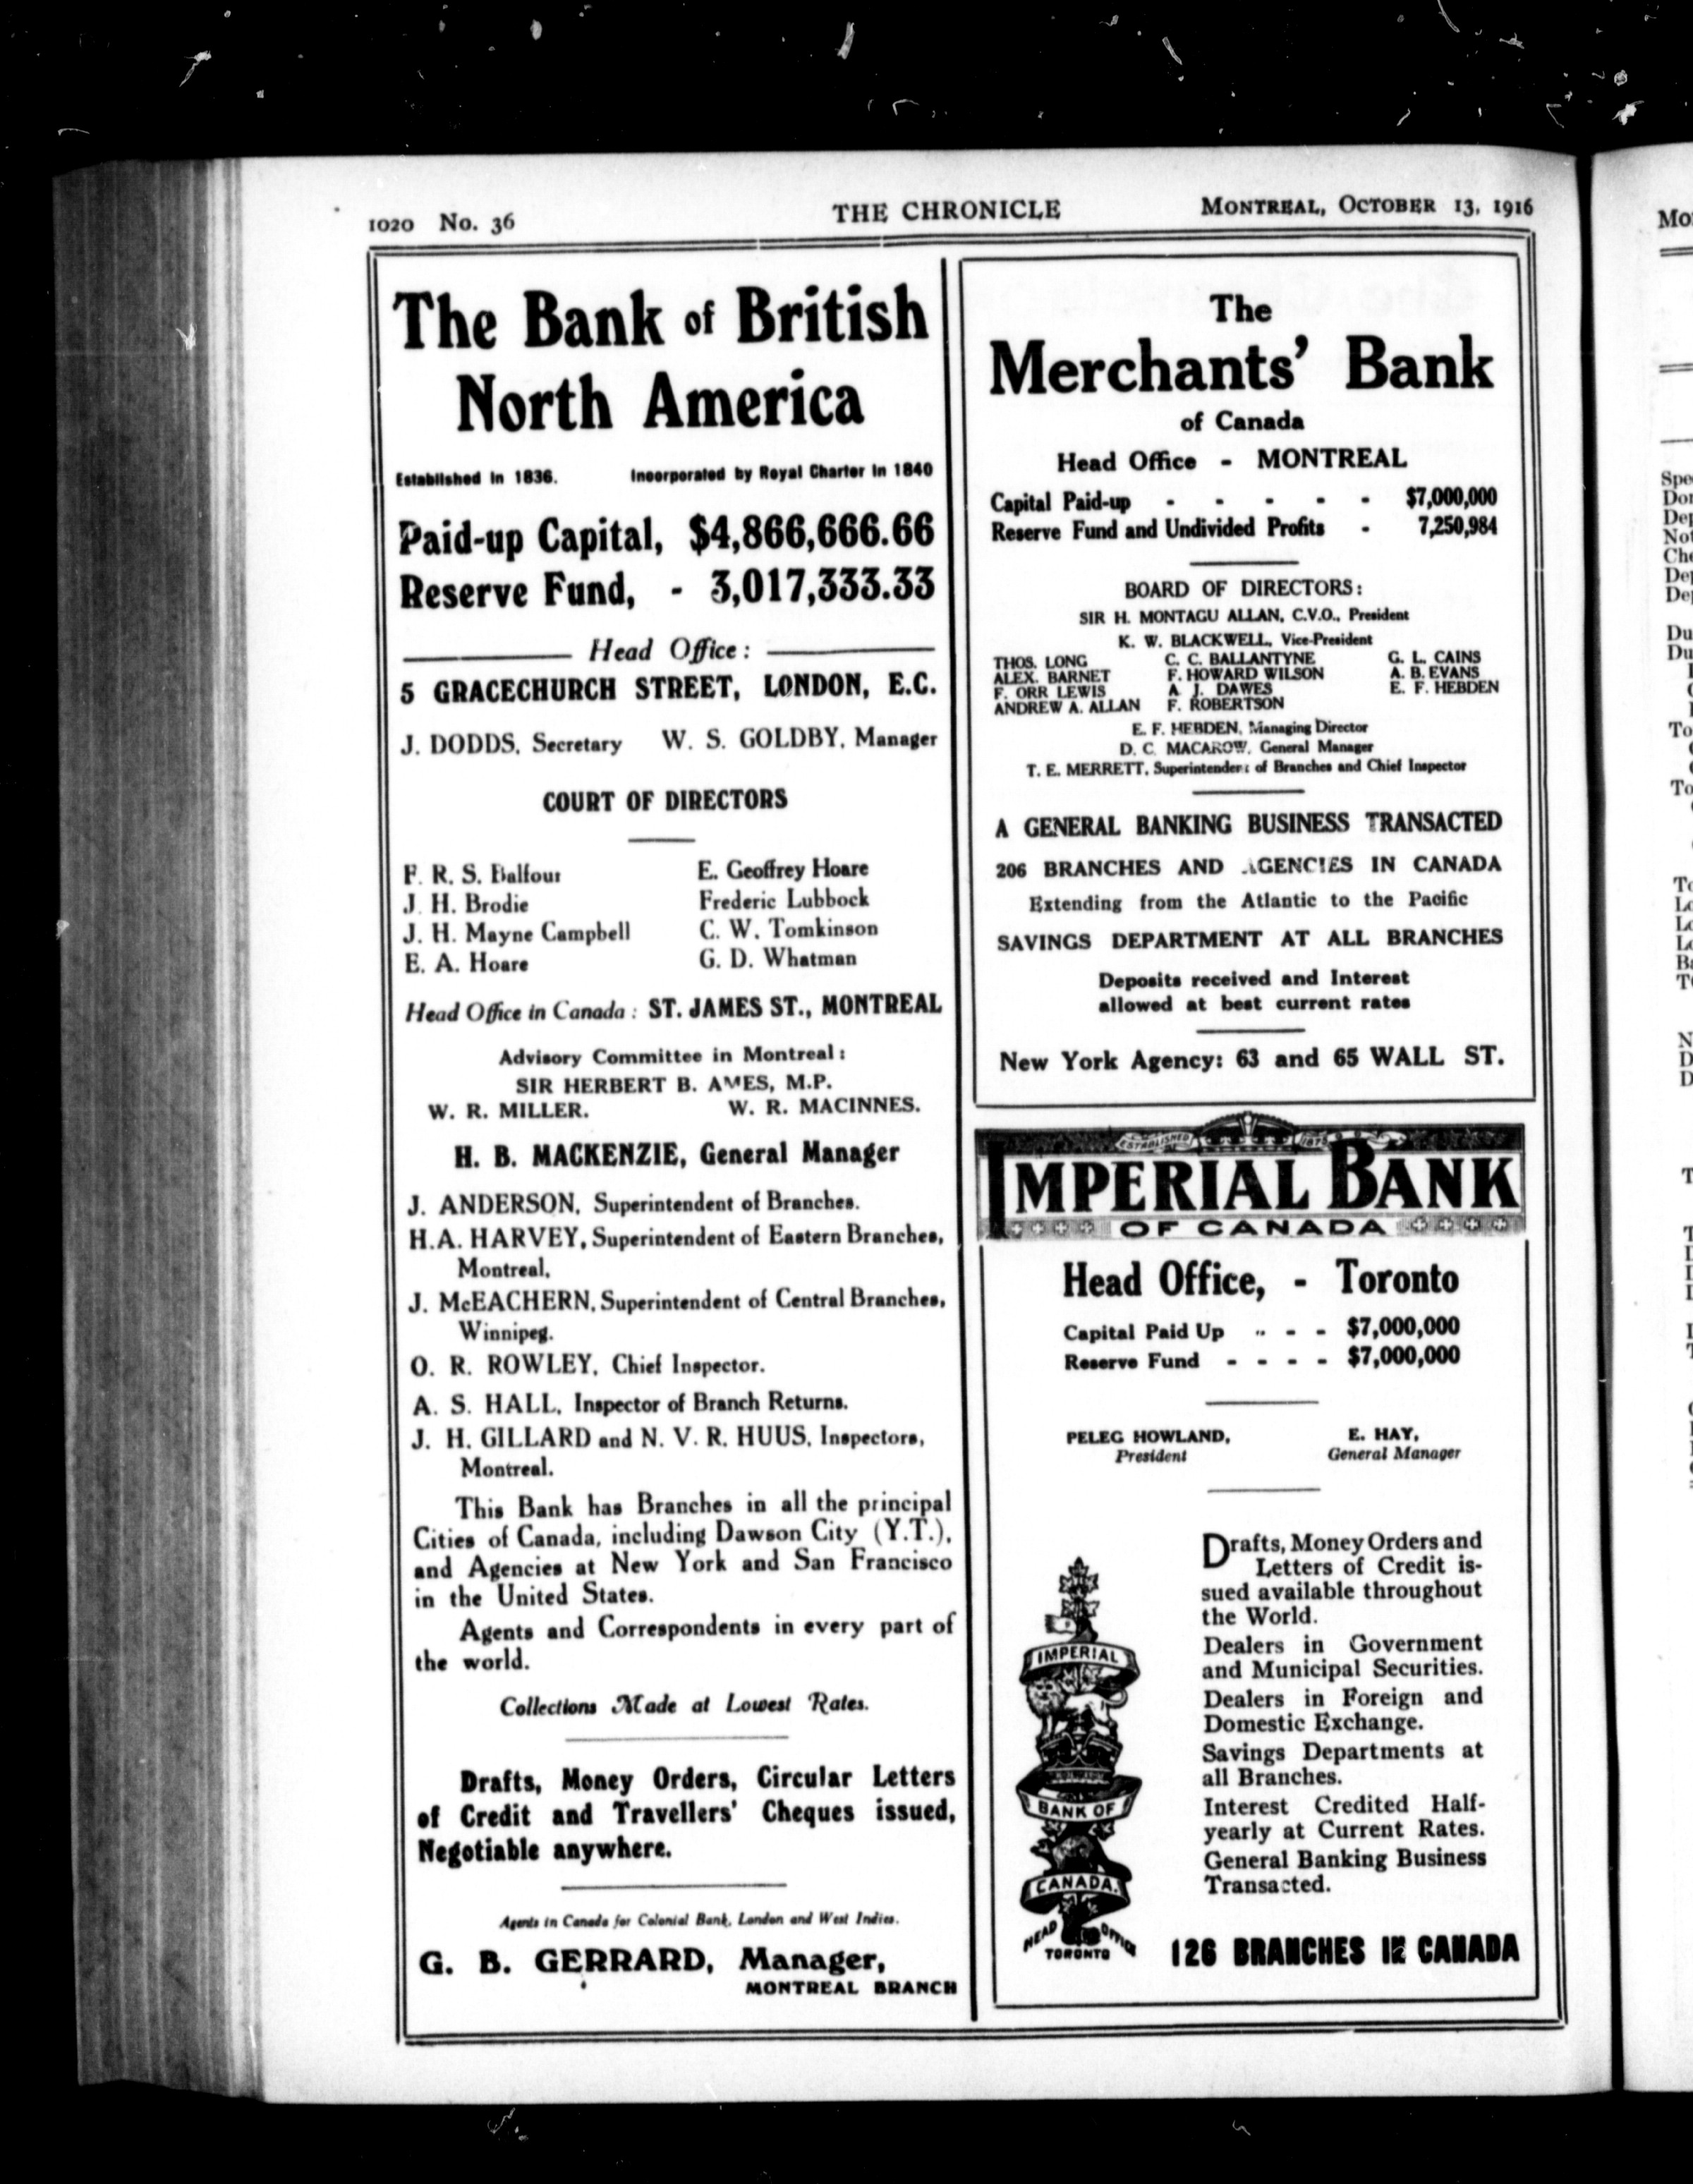 1020 No. 36
THE CHRONICLE
MONTREAL, OCTOBER 13, 1916
The Bank of British
North America
Established in 1836. Incorporated by Royal Charter in 1840
Paid-up Capital, $4,866,666.66
Reserve Fund, - 3,017,333.33
Head Office:
5 GRACECHURCH STREET, LONDON, E.C.
J. DODDS, Secretary W. S. GOLDBY, Manager
COURT OF DIRECTORS
F. R. S. Balfour E. Geoffrey Hoare
J. H. Brodie Frederic Lubbock
J. H. Mayne Campbell C. W. Tomkinson
E. A. Hoare G. D. Whatman
Head Office in Canada: ST. JAMES ST., MONTREAL
Advisory Committee in Montreal:
SIR HERBERT B. AMES, M.P.
W. R. MILLER. W. R. MACINNES.
H. B. MACKENZIE, General Manager
J. ANDERSON, Superintendent of Branches.
H.A. HARVEY, Superintendent of Eastern Branches,
Montreal.
J. McEACHERN, Superintendent of Central Branches,
Winnipeg.
O. R. ROWLEY, Chief Inspector.
A. S. HALL, Inspector of Branch Returns.
J. H. GILLARD and N. V. R. HUUS, Inspectors,
Montreal.
This Bank has Branches in all the principal
Cities of Canada, including Dawson City (Y.T.),
and Agencies at New York and San Francisco
in the United States.
Agents and Correspondents in every part of
the world.
Collections Made at Lowest Rates.
Drafts, Money Orders, Circular Letters
of Credit and Travellers' Cheques issued,
Negotiable anywhere.
Agents in Canada for Colonial Bank, London and West Indies.
G. B. GERRARD, Manager,
MONTREAL BRANCH
The
Merchants' Bank
of Canada
Head Office - MONTREAL
Capital Paid-up - - - - - $7,000,000
Reserve Fund and Undivided Profits - 7,250,984
BOARD OF DIRECTORS:
SIR H. MONTAGU ALLAN, C.V.O., President
K. W. BLACKWELL, Vice-President
THOS. LONG C. C. BALLANTYNE G. L. CAINS
ALEX. BARNET F. HOWARD WILSON A. B. EVANS
F. ORR LEWIS A. J. DAWES E. F. HEBDEN
ANDREW A. ALLAN F. ROBERTSON
E. F. HEBDEN, Managing Director
D. C. MACAROW, General Manager
T. E. MERRETT, Superintendent of Branches and Chief Inspector
A GENERAL BANKING BUSINESS TRANSACTED
206 BRANCHES AND AGENCIES IN CANADA
Extending from the Atlantic to the Pacific
SAVINGS DEPARTMENT AT ALL BRANCHES
Deposits received and Interest
allowed at best current rates
New York Agency: 63 and 65 WALL ST.
ESTABLISHED 1875
IMPERIAL BANK
OF CANADA
Head Office, - Toronto
Capital Paid Up - - - $7,000,000
Reserve Fund - - - - $7,000,000
PELEG HOWLAND, E. HAY,
President General Manager
Drafts, Money Orders and
Letters of Credit is-
sued available throughout
the World.
Dealers in Government
and Municipal Securities.
Dealers in Foreign and
Domestic Exchange.
Savings Departments at
all Branches.
Interest Credited Half-
yearly at Current Rates.
General Banking Business
Transacted.
IMPERIAL
BANK OF
CANADA.
HEAD OFFICE
TORONTO
126 BRANCHES IN CANADA